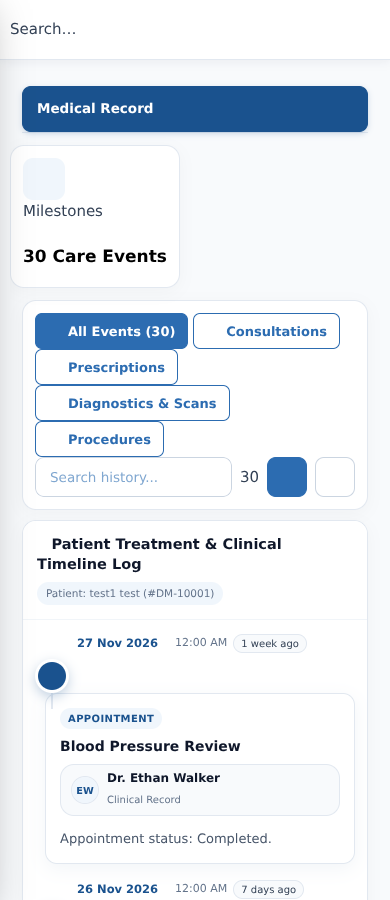 Search...
Medical Record
Milestones
30 Care Events
All Events (30)
Consultations
Prescriptions
Diagnostics & Scans
Procedures
Search history...
30
Patient Treatment & Clinical
Timeline Log
Patient: test1 test (#DM-10001)
27 Nov 2026 12:00 AM 1 week ago
APPOINTMENT
Blood Pressure Review
EW
Dr. Ethan Walker
Clinical Record
Appointment status: Completed.
26 Nov 2026 12:00 AM 7 days ago